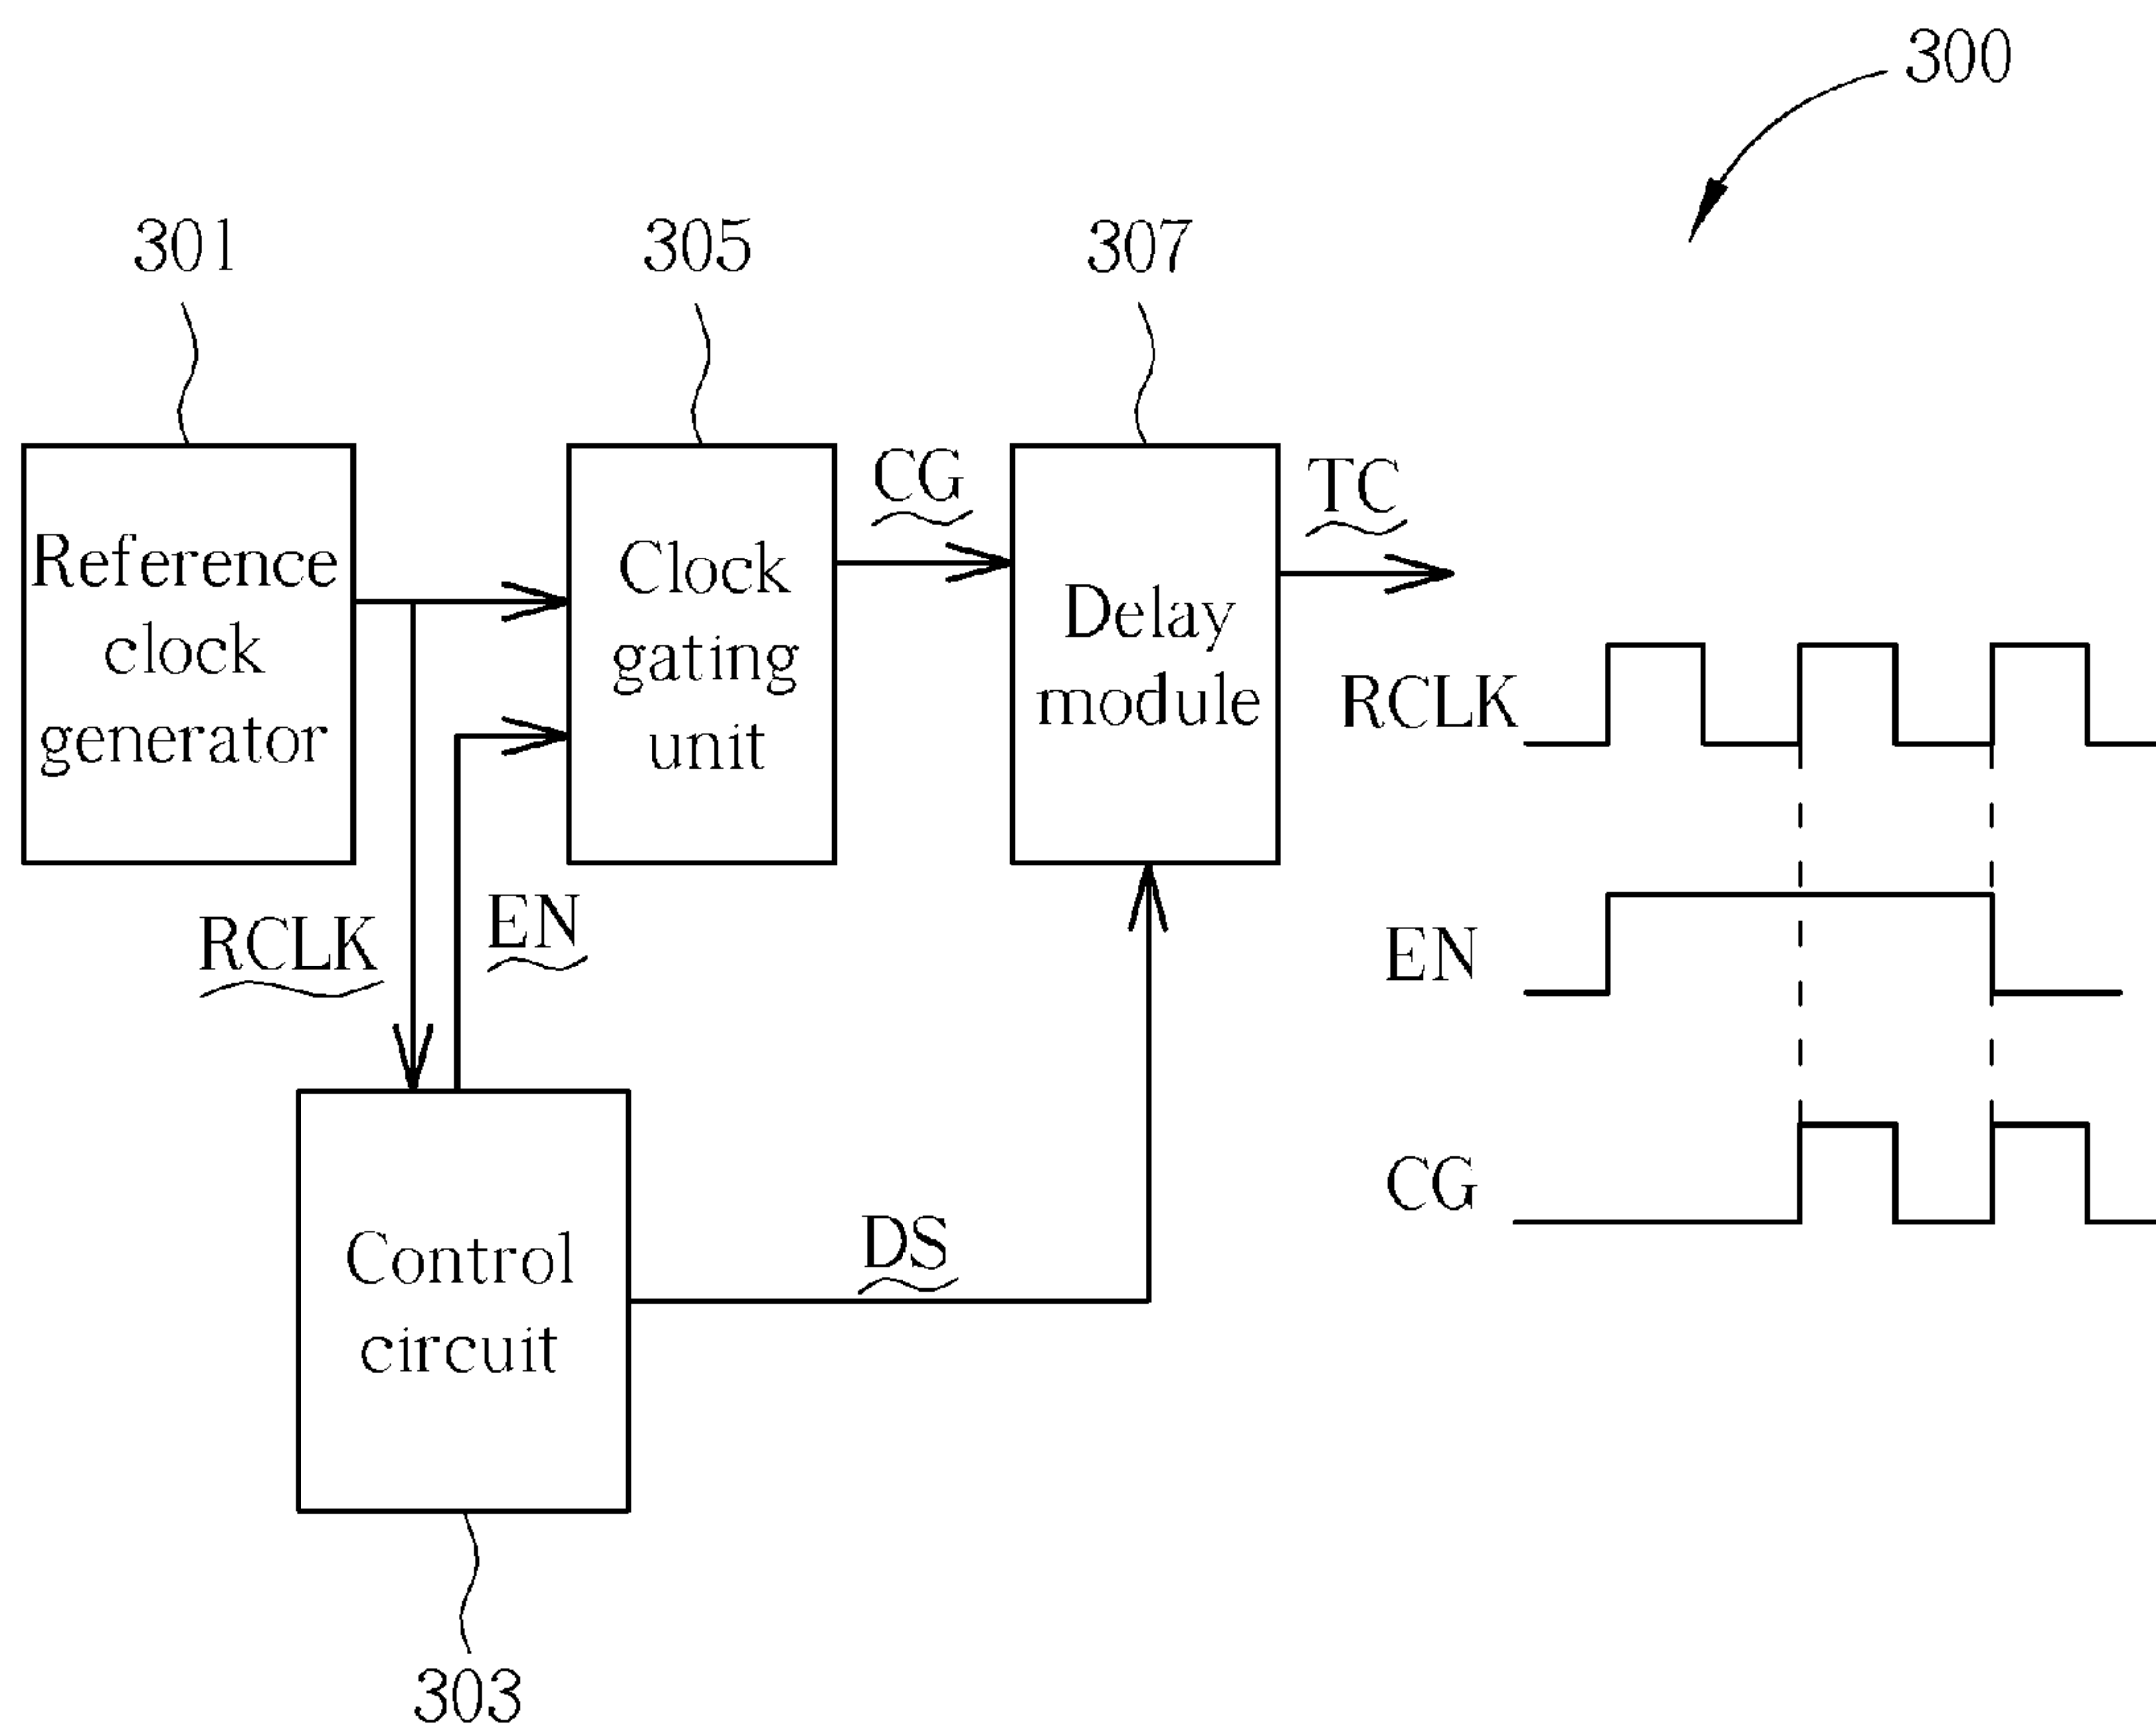 300
301
305
307
Reference
clock
generator
Clock
gating
unit
CG
Delay
module
TC
RCLK
EN
Control
circuit
DS
303
RCLK
EN
CG